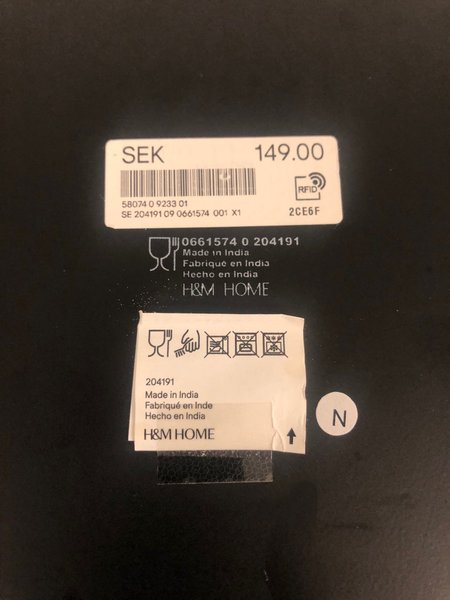 SEK 149.00
58074 0 9233 01
SE 204191 09 0661574 001 X1
RFID
2CE6F
0661574 0 204191
Made in India
Fabriqué en India
Hecho en India
H&M HOME
204191
Made in India
Fabriqué en Inde
Hecho en India
H&M HOME
N